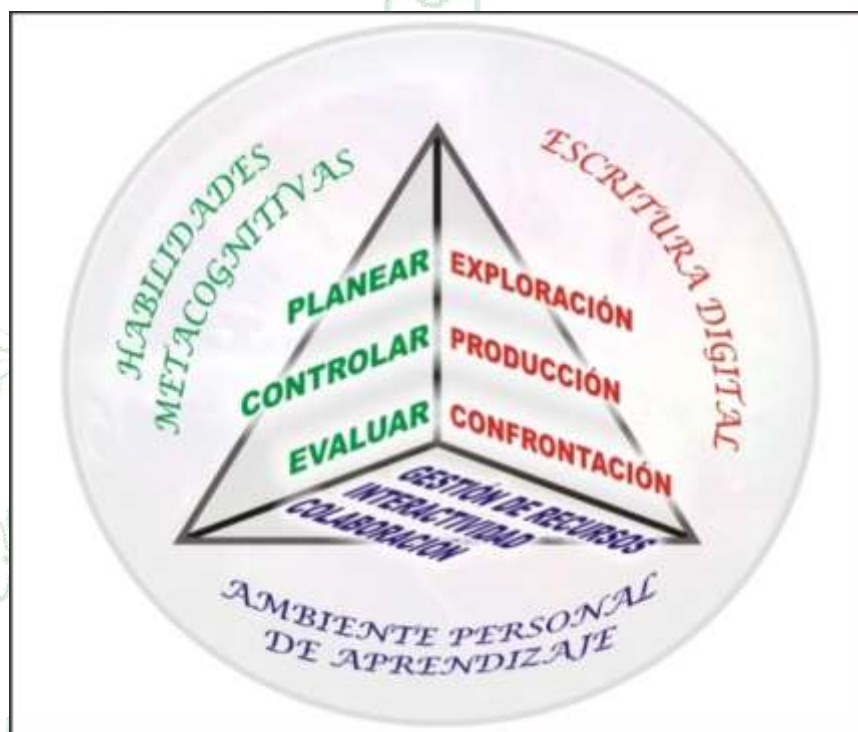 HABILIDADES
METACOGNITIVAS
ESCRITURA DIGITAL
PLANEAR
CONTROLAR
EVALUAR
EXPLORACIÓN
PRODUCCIÓN
CONFRONTACIÓN
GESTIÓN DE RECURSOS
INTERACTIVIDAD
COLABORACIÓN
AMBIENTE PERSONAL
DE APRENDIZAJE